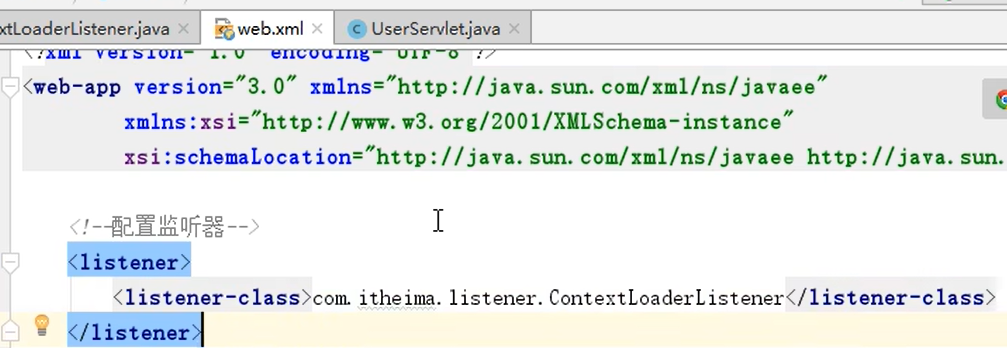 xtLoaderListener.java × web.xml × C UserServlet.java ×
<?xml version="1.0" encoding="UTF-8"?>
<web-app version="3.0" xmlns="http://java.sun.com/xml/ns/javaee"
xmlns:xsi="http://www.w3.org/2001/XMLSchema-instance"
xsi:schemaLocation="http://java.sun.com/xml/ns/javaee http://java.sun.
<!--配置监听器-->
<listener>
<listener-class>com.itheima.listener.ContextLoaderListener</listener-class>
</listener>